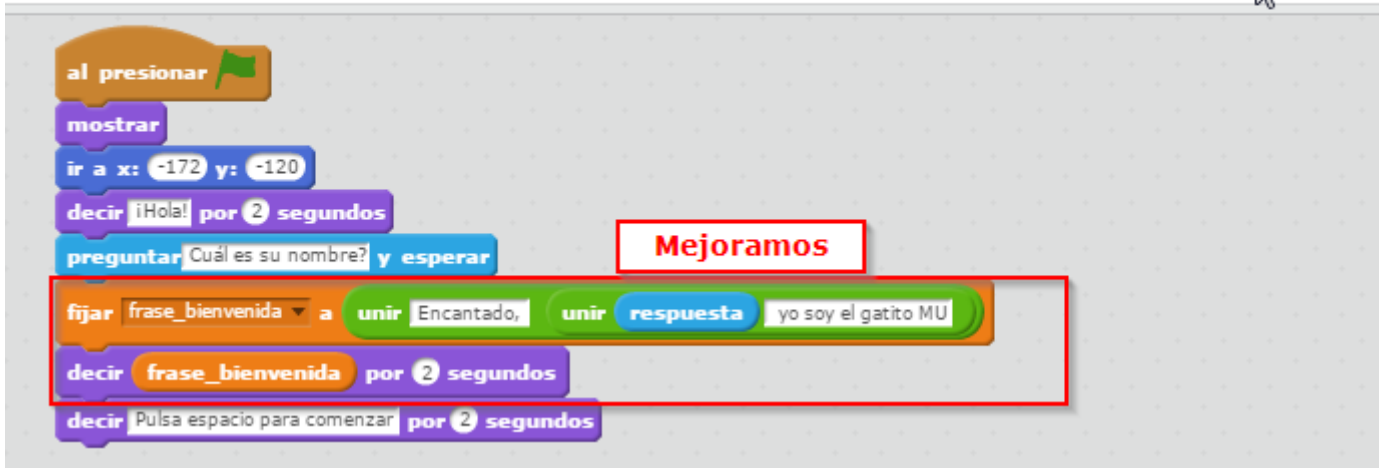 al presionar
mostrar
ir a x: -172 y: -120
decir ¡Hola! por 2 segundos
preguntar Cuál es su nombre? y esperar
Mejoramos
fijar frase_bienvenida a unir Encantado, unir respuesta yo soy el gatito MU
decir frase_bienvenida por 2 segundos
decir Pulsa espacio para comenzar por 2 segundos